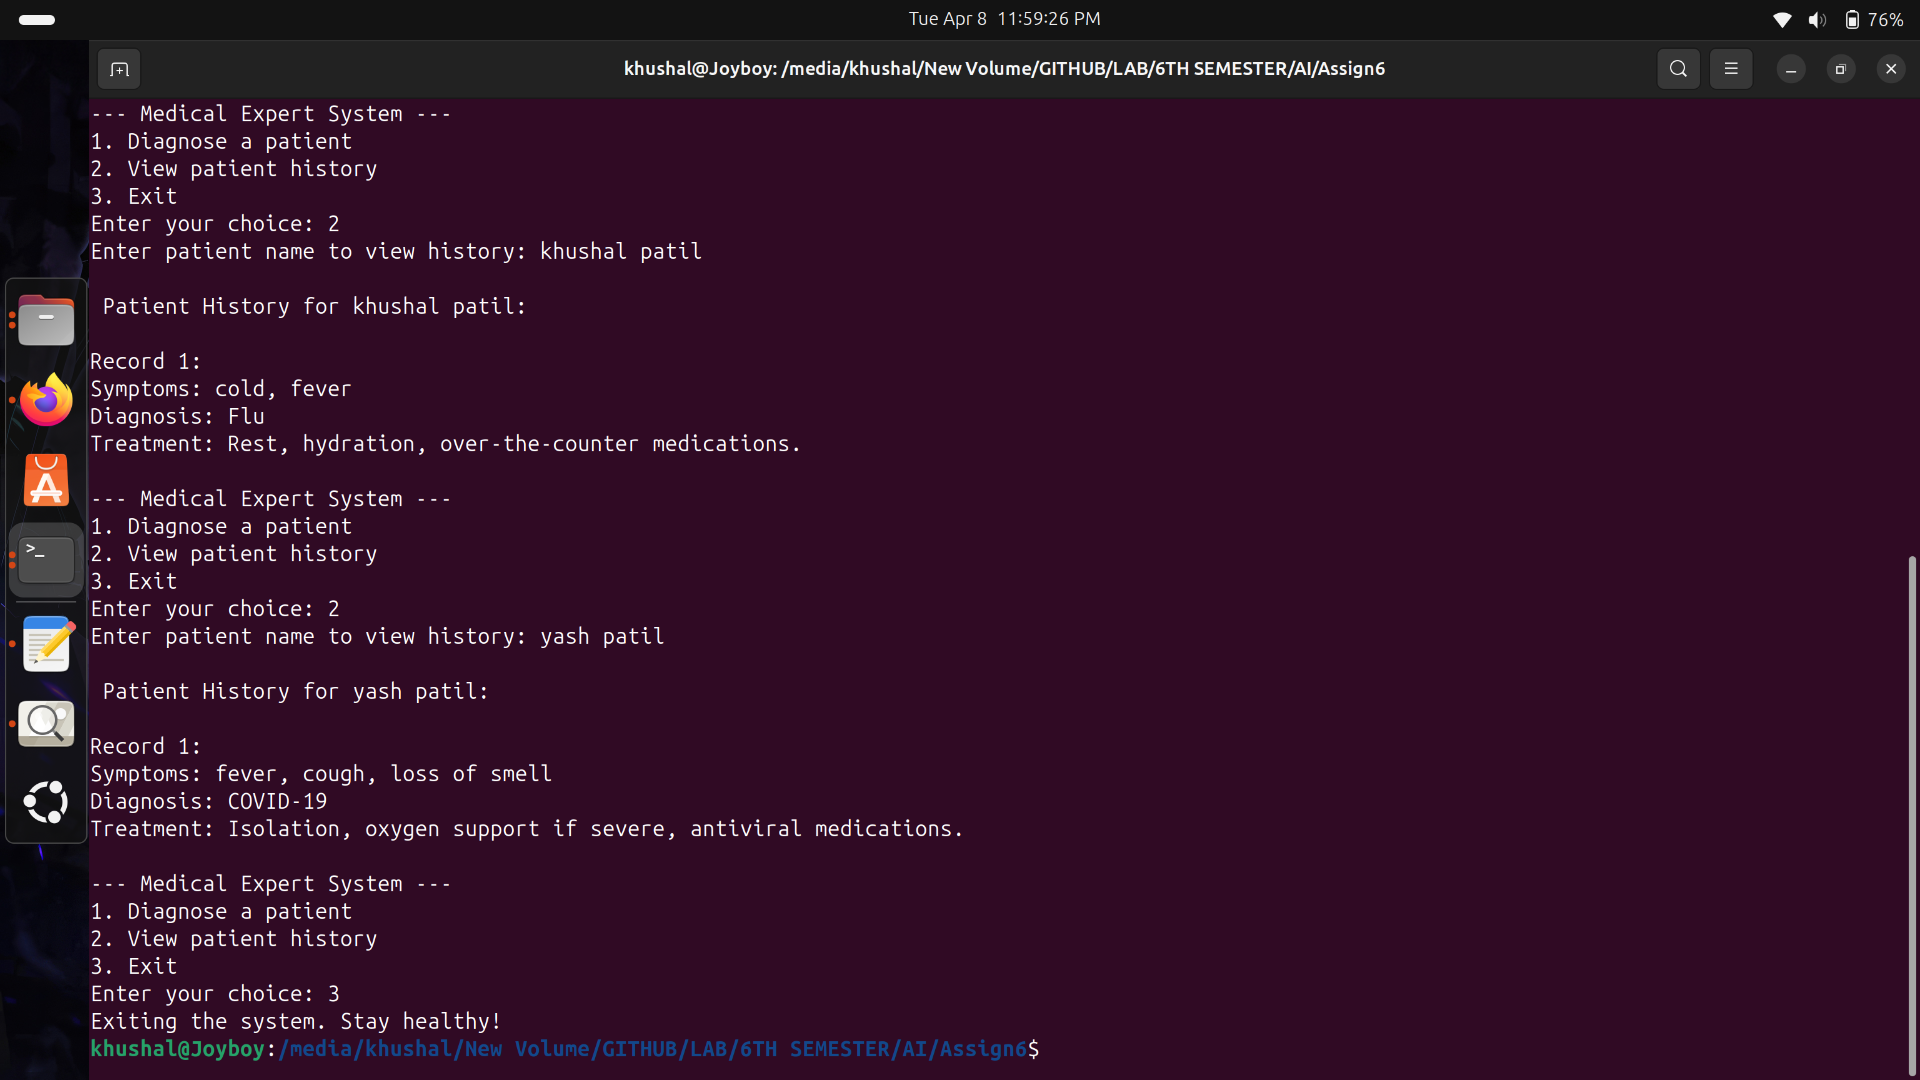 Tue Apr 8 11:59:26 PM
76%
khushal@Joyboy: /media/khushal/New Volume/GITHUB/LAB/6TH SEMESTER/AI/Assign6
--- Medical Expert System ---
1. Diagnose a patient
2. View patient history
3. Exit
Enter your choice: 2
Enter patient name to view history: khushal patil
Patient History for khushal patil:
Record 1:
Symptoms: cold, fever
Diagnosis: Flu
Treatment: Rest, hydration, over-the-counter medications.
--- Medical Expert System ---
1. Diagnose a patient
2. View patient history
3. Exit
Enter your choice: 2
Enter patient name to view history: yash patil
Patient History for yash patil:
Record 1:
Symptoms: fever, cough, loss of smell
Diagnosis: COVID-19
Treatment: Isolation, oxygen support if severe, antiviral medications.
--- Medical Expert System ---
1. Diagnose a patient
2. View patient history
3. Exit
Enter your choice: 3
Exiting the system. Stay healthy!
khushal@Joyboy:/media/khushal/New Volume/GITHUB/LAB/6TH SEMESTER/AI/Assign6$